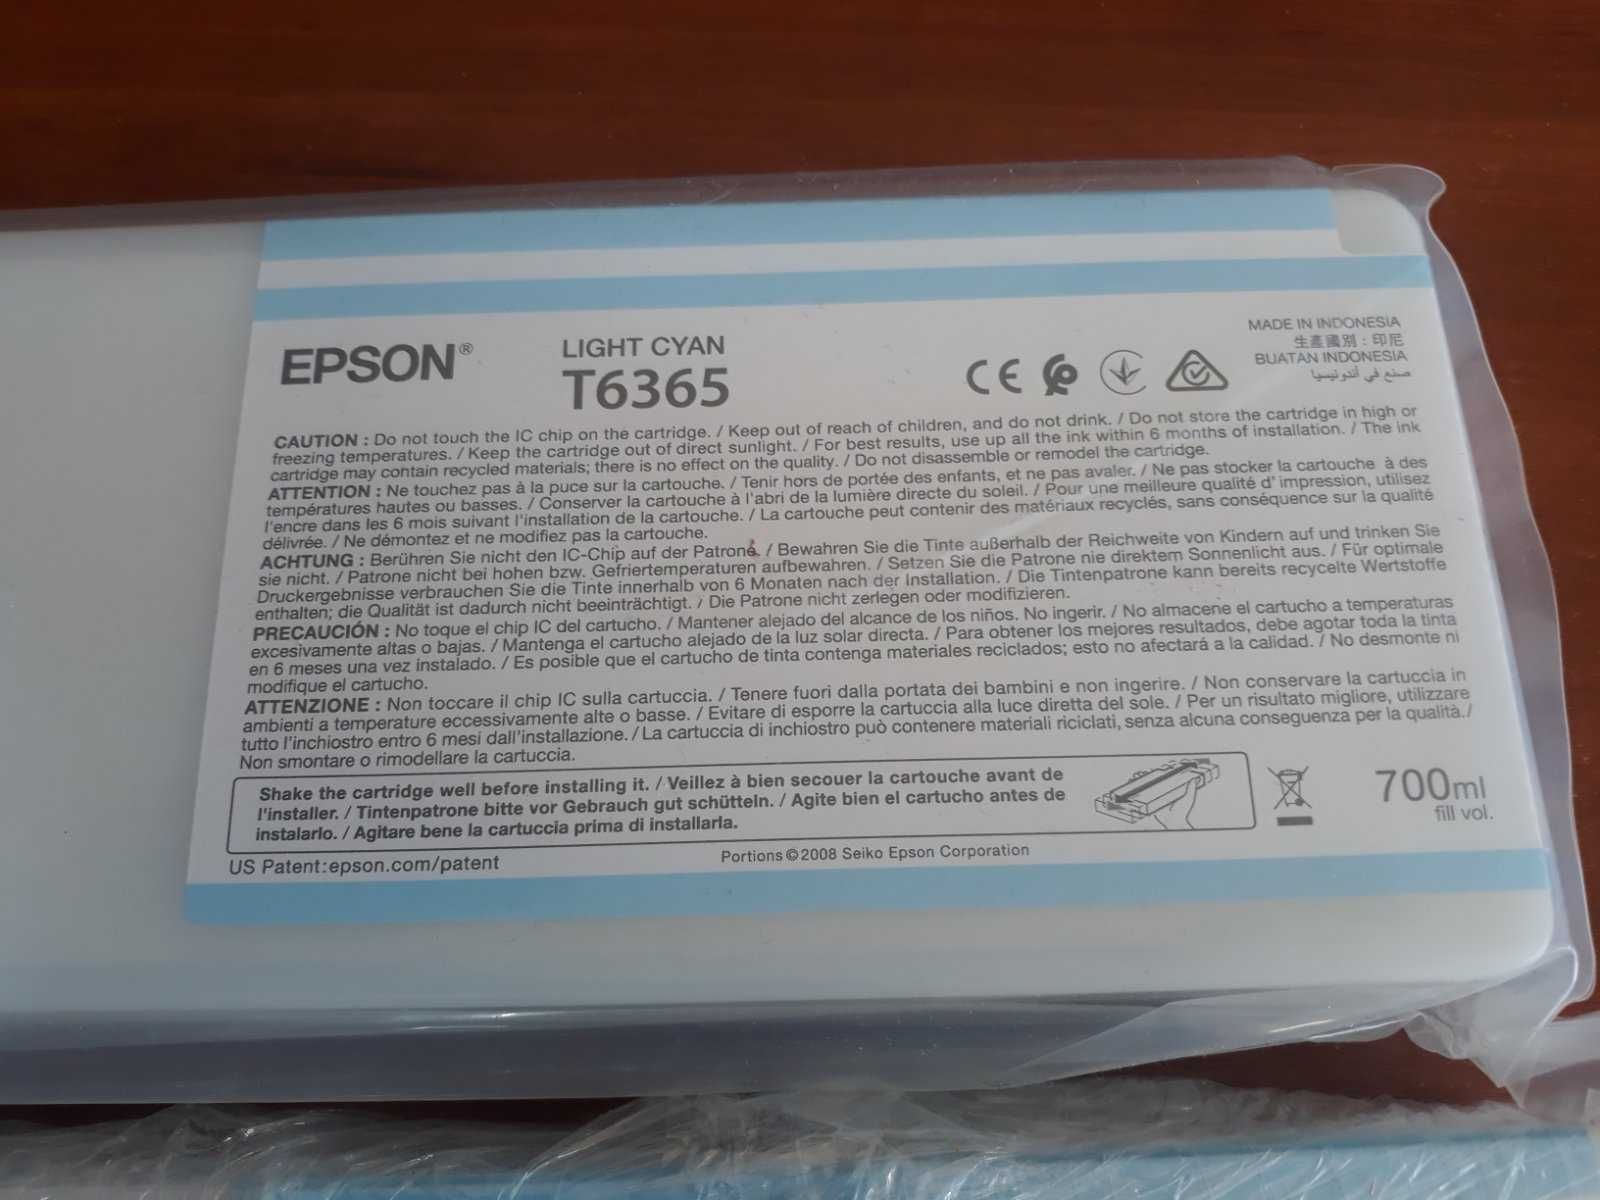 EPSON®
LIGHT CYAN
T6365
CE
MADE IN INDONESIA
生產國別：印尼
BUATAN INDONESIA
صنع في أندونيسيا
CAUTION : Do not touch the IC chip on the cartridge. / Keep out of reach of children, and do not drink. / Do not store the cartridge in high or
freezing temperatures. / Keep the cartridge out of direct sunlight. / For best results, use up all the ink within 6 months of installation. / The ink
cartridge may contain recycled materials; there is no effect on the quality. / Do not disassemble or remodel the cartridge.
ATTENTION : Ne touchez pas à la puce sur la cartouche. / Tenir hors de portée des enfants, et ne pas avaler. / Ne pas stocker la cartouche à des
températures hautes ou basses. / Conserver la cartouche à l'abri de la lumière directe du soleil. / Pour une meilleure qualité d'impression, utilisez
l'encre dans les 6 mois suivant l'installation de la cartouche. / La cartouche peut contenir des matériaux recyclés, sans conséquence sur la qualité
délivrée. / Ne démontez et ne modifiez pas la cartouche.
ACHTUNG : Berühren Sie nicht den IC-Chip auf der Patrone. / Bewahren Sie die Tinte außerhalb der Reichweite von Kindern auf und trinken Sie
sie nicht. / Patrone nicht bei hohen bzw. Gefriertemperaturen aufbewahren. / Setzen Sie die Patrone nie direktem Sonnenlicht aus. / Für optimale
Druckergebnisse verbrauchen Sie die Tinte innerhalb von 6 Monaten nach der Installation. / Die Tintenpatrone kann bereits recycelte Wertstoffe
enthalten; die Qualität ist dadurch nicht beeinträchtigt. / Die Patrone nicht zerlegen oder modifizieren.
PRECAUCIÓN : No toque el chip IC del cartucho. / Mantener alejado del alcance de los niños. No ingerir. / No almacene el cartucho a temperaturas
excesivamente altas o bajas. / Mantenga el cartucho alejado de la luz solar directa. / Para obtener los mejores resultados, debe agotar toda la tinta
en 6 meses una vez instalado. / Es posible que el cartucho de tinta contenga materiales reciclados; esto no afectará a la calidad. / No desmonte ni
modifique el cartucho.
ATTENZIONE : Non toccare il chip IC sulla cartuccia. / Tenere fuori dalla portata dei bambini e non ingerire. / Non conservare la cartuccia in
ambienti a temperature eccessivamente alte o basse. / Evitare di esporre la cartuccia alla luce diretta del sole. / Per un risultato migliore, utilizzare
tutto l'inchiostro entro 6 mesi dall'installazione. / La cartuccia di inchiostro può contenere materiali riciclati, senza alcuna conseguenza per la qualità./
Non smontare o rimodellare la cartuccia.
Shake the cartridge well before installing it. / Veillez à bien secouer la cartouche avant de
l'installer. / Tintenpatrone bitte vor Gebrauch gut schütteln. / Agite bien el cartucho antes de
instalarlo. / Agitare bene la cartuccia prima di installarla.
700ml
fill vol.
US Patent:epson.com/patent
Portions©2008 Seiko Epson Corporation